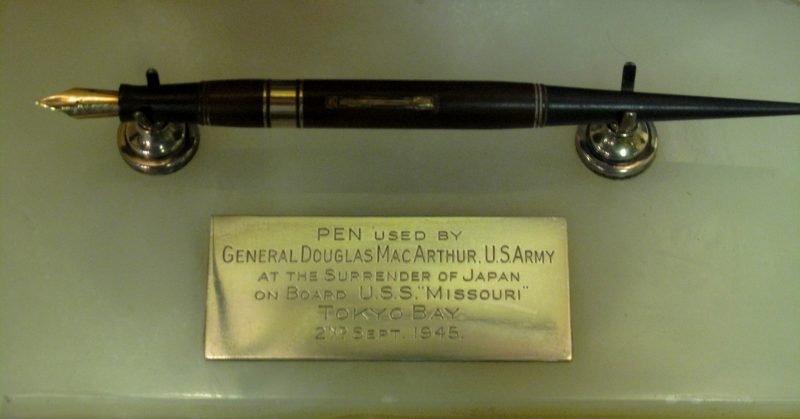 PEN USED BY
GENERAL DOUGLAS MACARTHUR, U.S. ARMY
AT THE SURRENDER OF JAPAN
ON BOARD U.S.S. "MISSOURI"
TOKYO BAY
2ND SEPT. 1945.